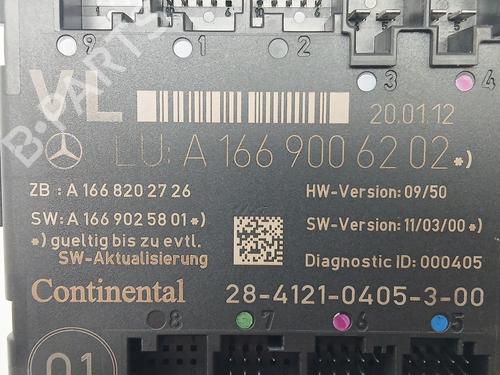 9 1 2 3 4
VL
20.01.12
LU: A 166 900 62 02*)
ZB : A 166 820 27 26
HW-Version: 09/50
SW: A 166 902 58 01*)
SW-Version: 11/03/00*)
*) gueltig bis zu evtl.
SW-Aktualisierung
Diagnostic ID: 000405
Continental 28-4121-0405-3-00
8 7 6 5
01
B-PARTS